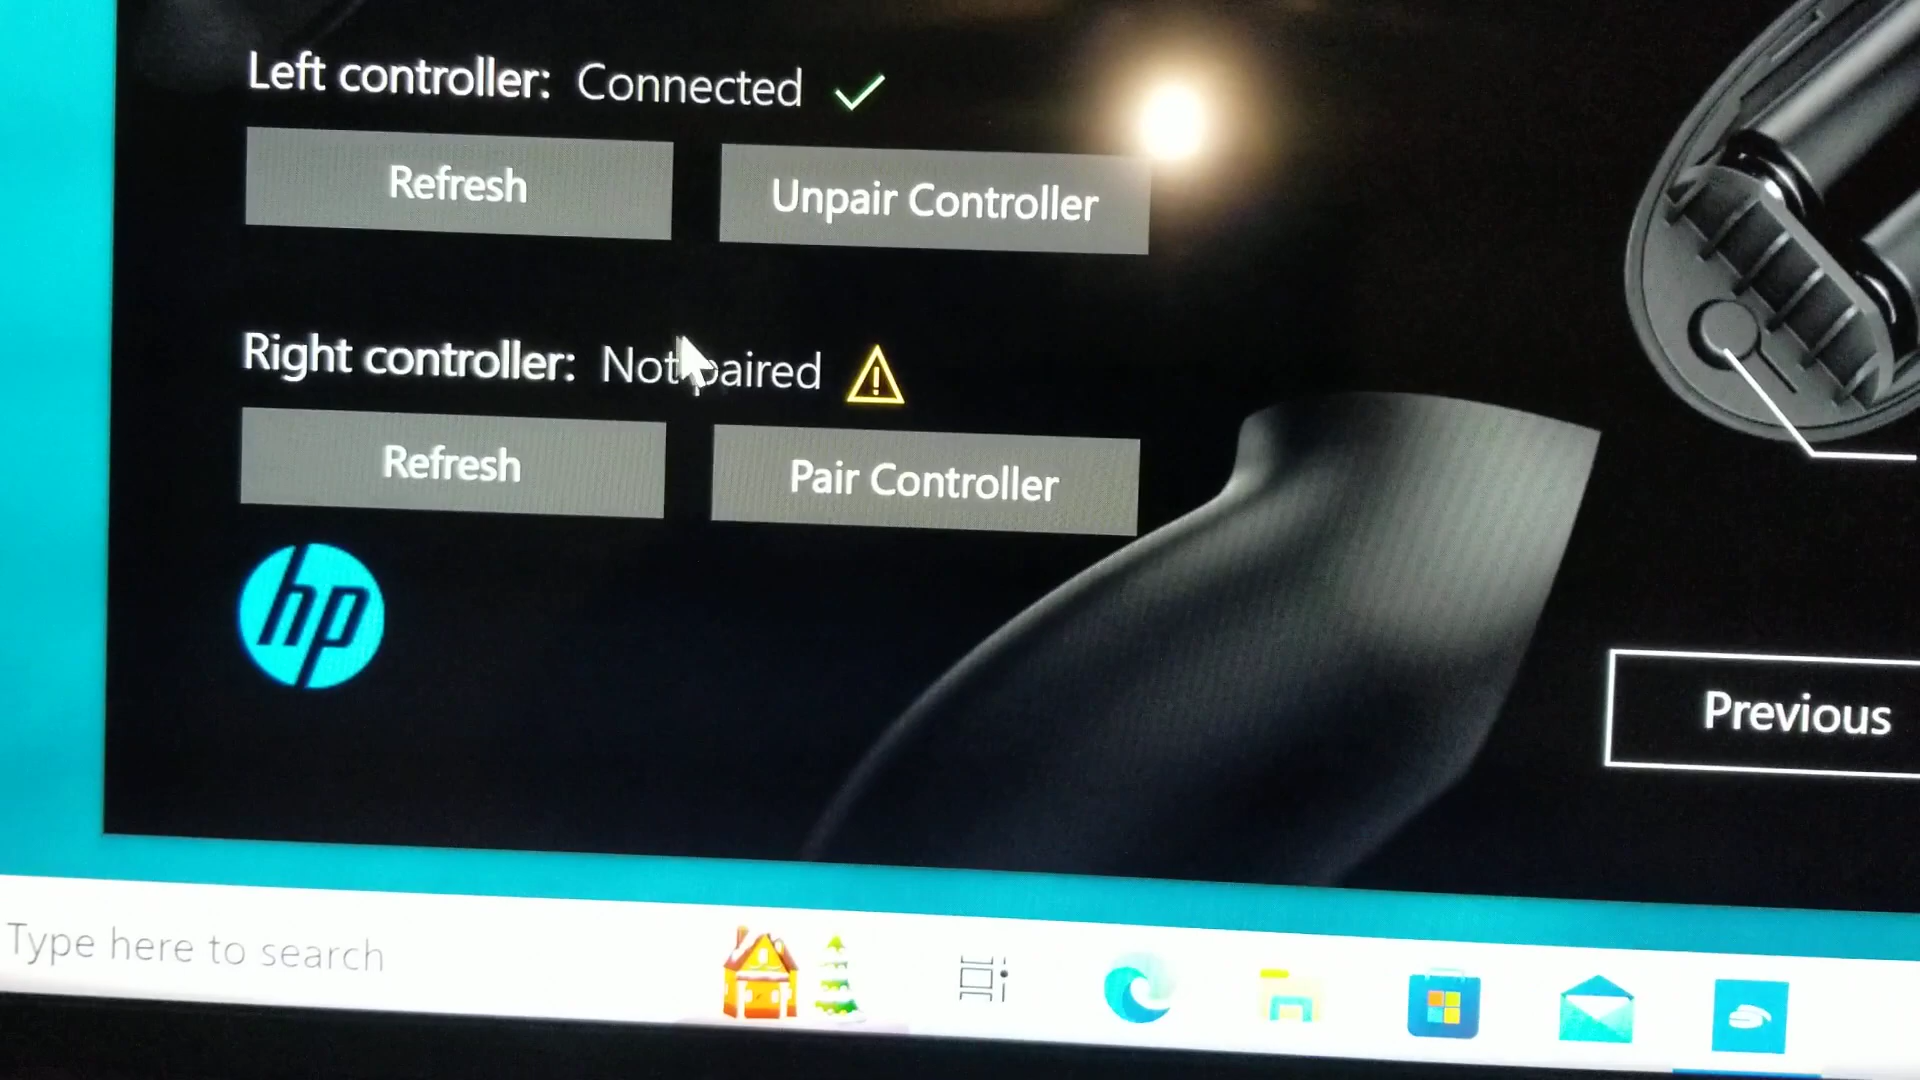 Left controller: Connected
Refresh
Unpair Controller
Right controller: Not paired
Refresh
Pair Controller
hp
Previous
Type here to search